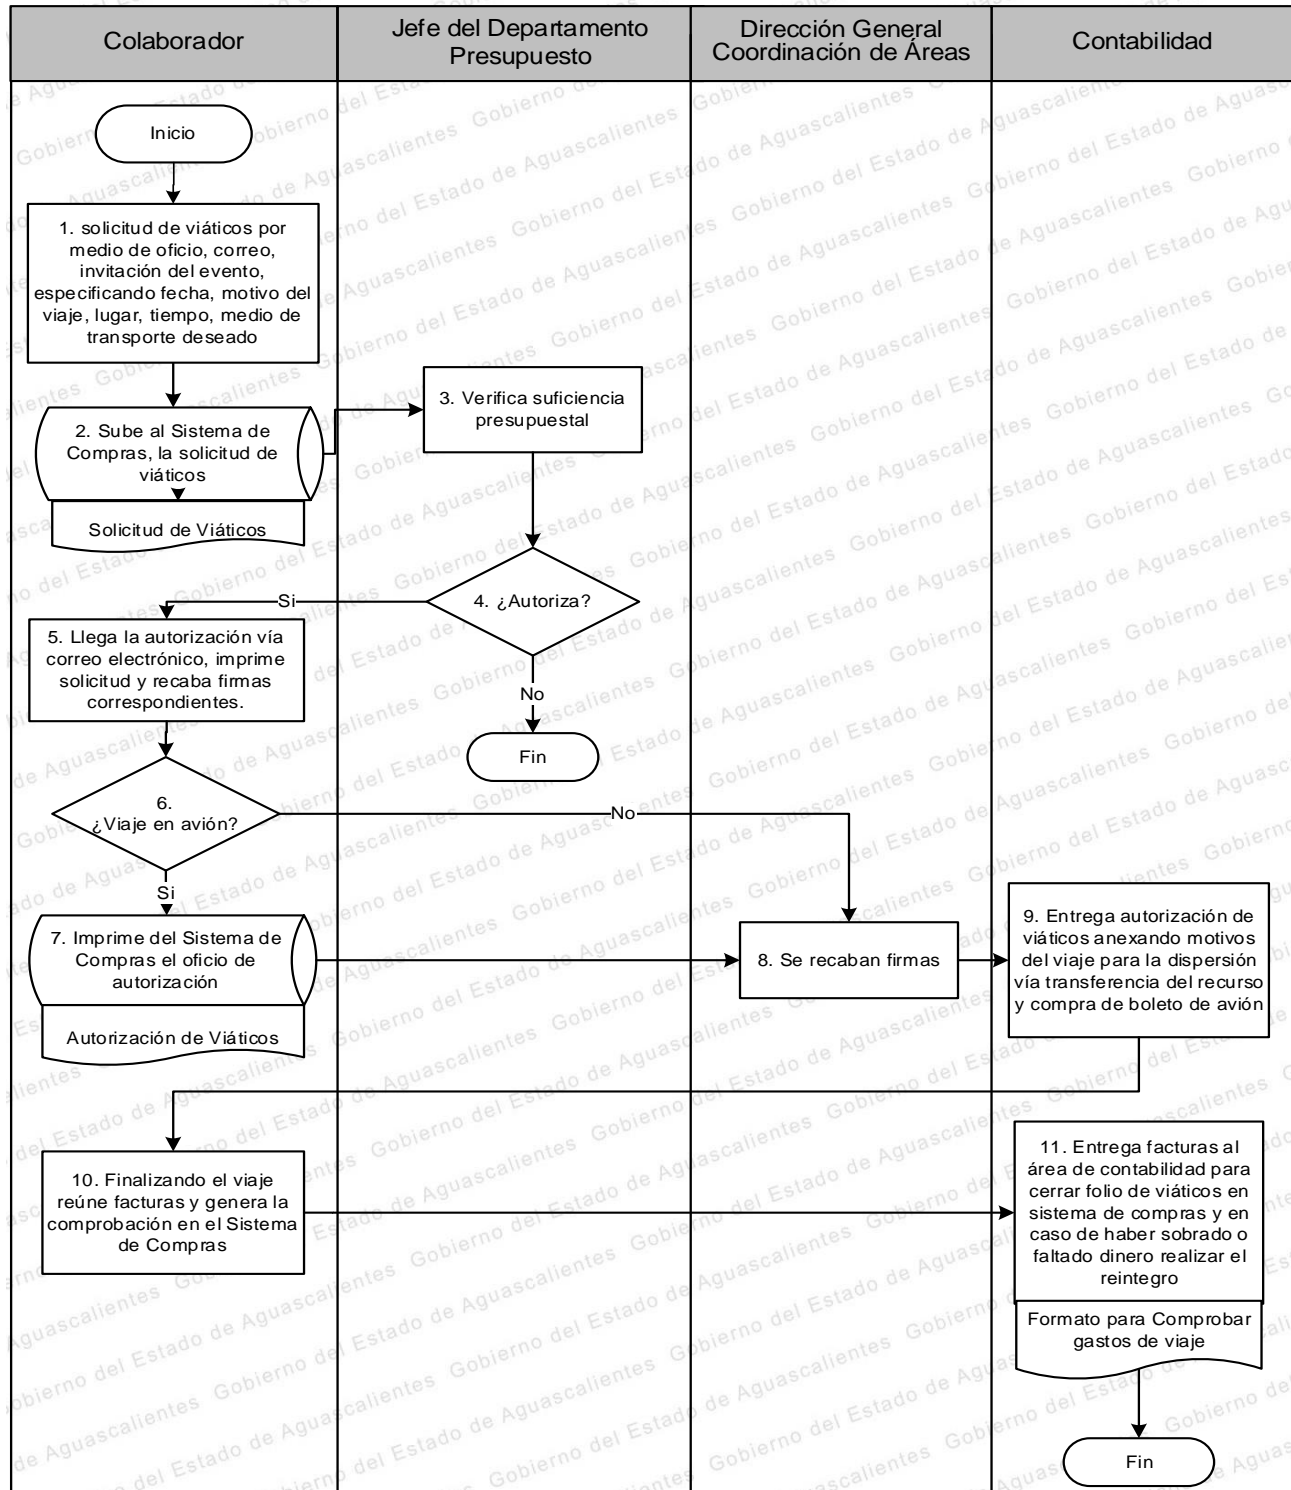 Colaborador
Jefe del Departamento
Presupuesto
Dirección General
Coordinación de Áreas
Contabilidad
Inicio
1. solicitud de viáticos por
medio de oficio, correo,
invitación del evento,
especificando fecha, motivo del
viaje, lugar, tiempo, medio de
transporte deseado
2. Sube al Sistema de
Compras, la solicitud de
viáticos
Solicitud de Viáticos
3. Verifica suficiencia
presupuestal
4. ¿Autoriza?
Si
No
Fin
5. Llega la autorización vía
correo electrónico, imprime
solicitud y recaba firmas
correspondientes.
6.
¿Viaje en avión?
No
Si
7. Imprime del Sistema de
Compras el oficio de
autorización
Autorización de Viáticos
8. Se recaban firmas
9. Entrega autorización de
viáticos anexando motivos
del viaje para la dispersión
vía transferencia del recurso
y compra de boleto de avión
10. Finalizando el viaje
reúne facturas y genera la
comprobación en el Sistema
de Compras
11. Entrega facturas al
área de contabilidad para
cerrar folio de viáticos en
sistema de compras y en
caso de haber sobrado o
faltado dinero realizar el
reintegro
Formato para Comprobar
gastos de viaje
Fin
Gobierno del Estado de Aguascalientes